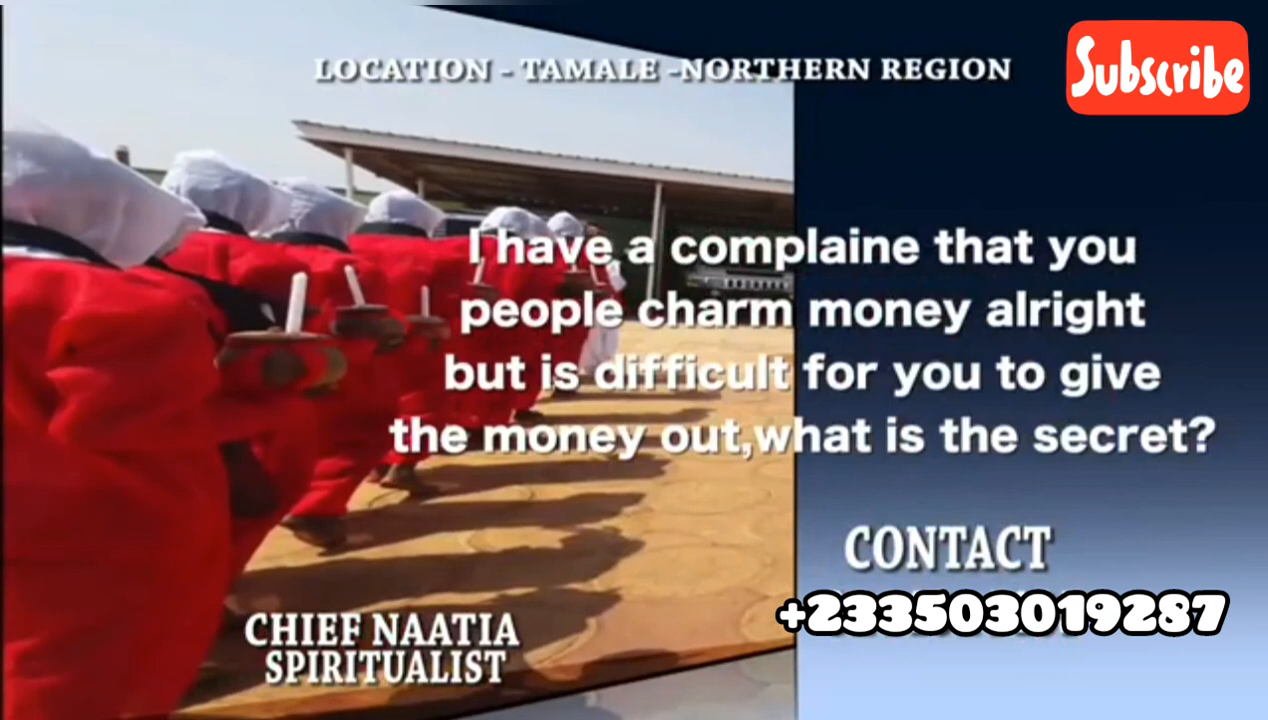 LOCATION - TAMALE -NORTHERN REGION
Subscribe
I have a complaine that you
people charm money alright
but is difficult for you to give
the money out,what is the secret?
CONTACT
+233503019287
CHIEF NAATIA
SPIRITUALIST